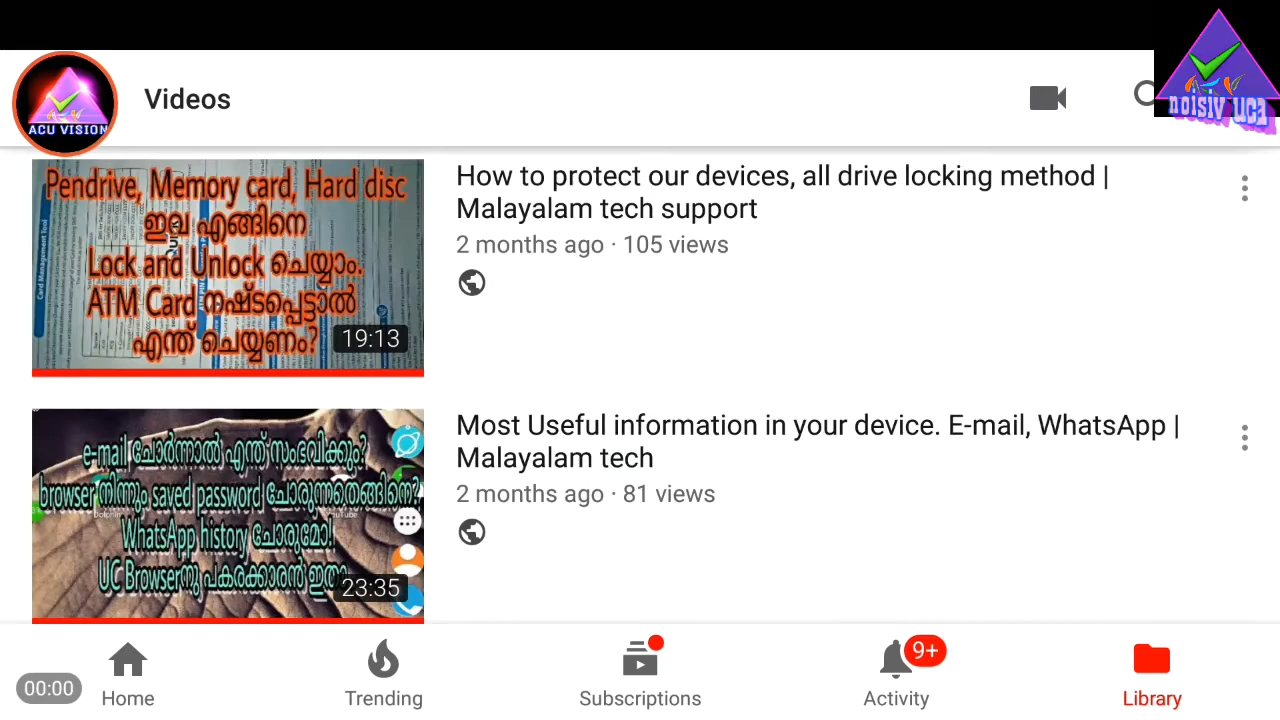 ACU VISION
Videos
noisiv uca
Pendrive, Memory card, Hard disc
ഇവ എങ്ങിനെ
Lock and Unlock ചെയ്യാം.
ATM Card നഷ്ടപ്പെട്ടാൽ
എന്ത് ചെയ്യണം?
19:13
How to protect our devices, all drive locking method |
Malayalam tech support
2 months ago · 105 views
e-mail ചോർന്നാൽ എന്ത് സംഭവിക്കും?
browser നിന്നും saved password ചോരുന്നതെങ്ങിനെ?
WhatsApp history ചോരുമോ!
UC Browserനു പകരക്കാരൻ ഇതാ
23:35
Most Useful information in your device. E-mail, WhatsApp |
Malayalam tech
2 months ago · 81 views
00:00
Home
Trending
Subscriptions
9+
Activity
Library